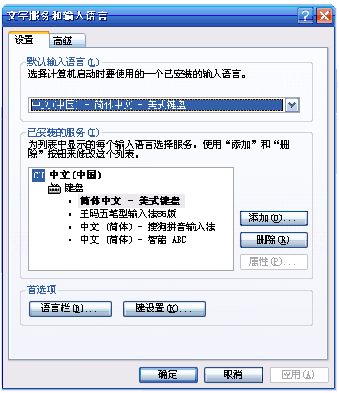 文字服务和输入语言
设置
高级
默认输入语言(L)
选择计算机启动时要使用的一个已安装的输入语言。
中文(中国) - 简体中文 - 美式键盘
已安装的服务(I)
为列表中显示的每个输入语言选择服务。使用“添加”和“删
除”按钮来修改这个列表。
CH 中文(中国)
键盘
• 简体中文 - 美式键盘
• 王码五笔型输入法86版
• 中文 (简体) - 搜狗拼音输入法
• 中文 (简体) - 智能 ABC
添加(D)...
删除(R)
属性(P)...
首选项
语言栏(B)...
键设置(K)...
确定
取消
应用(A)